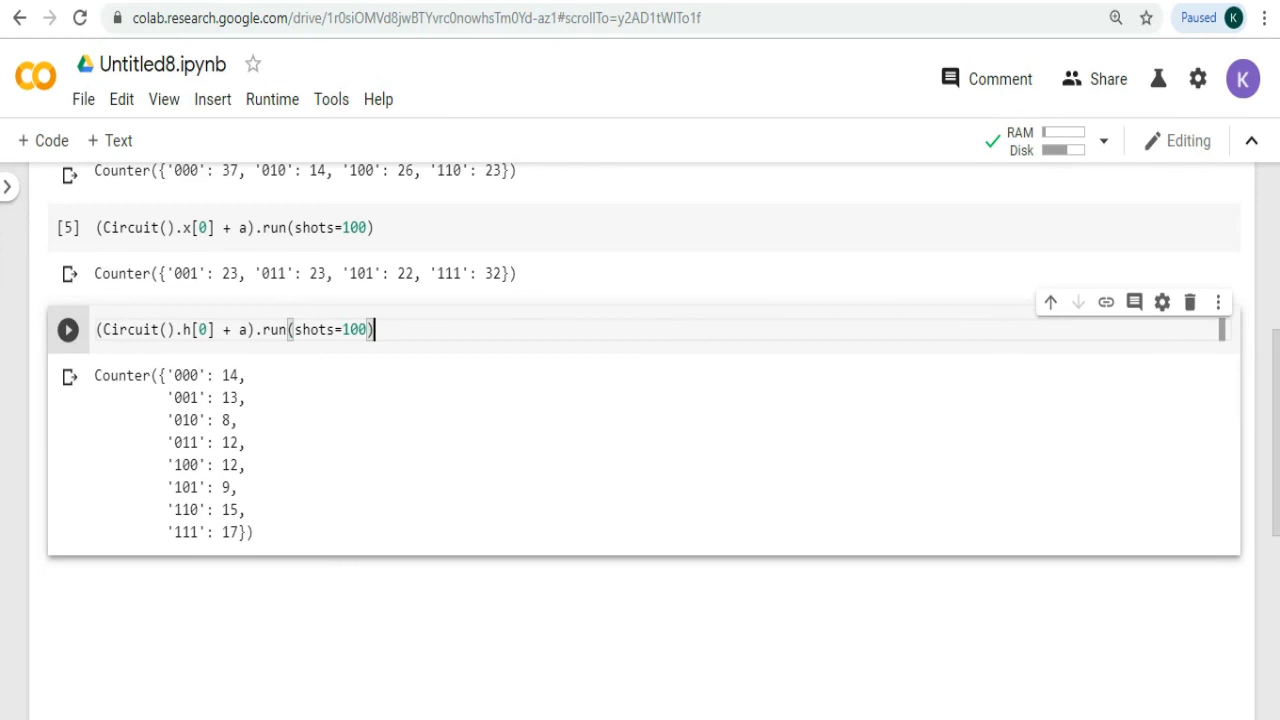 colab.research.google.com/drive/1r0siOMVd8jwBTYvrc0nowhsTm0Yd-az1#scrollTo=y2AD1tWlTo1f
Paused K
CO Untitled8.ipynb
Comment Share K
File Edit View Insert Runtime Tools Help
+ Code + Text
RAM
Disk
Editing
Counter({'000': 37, '010': 14, '100': 26, '110': 23})
[5] (Circuit().x[0] + a).run(shots=100)
Counter({'001': 23, '011': 23, '101': 22, '111': 32})
(Circuit().h[0] + a).run(shots=100)
Counter({'000': 14,
'001': 13,
'010': 8,
'011': 12,
'100': 12,
'101': 9,
'110': 15,
'111': 17})